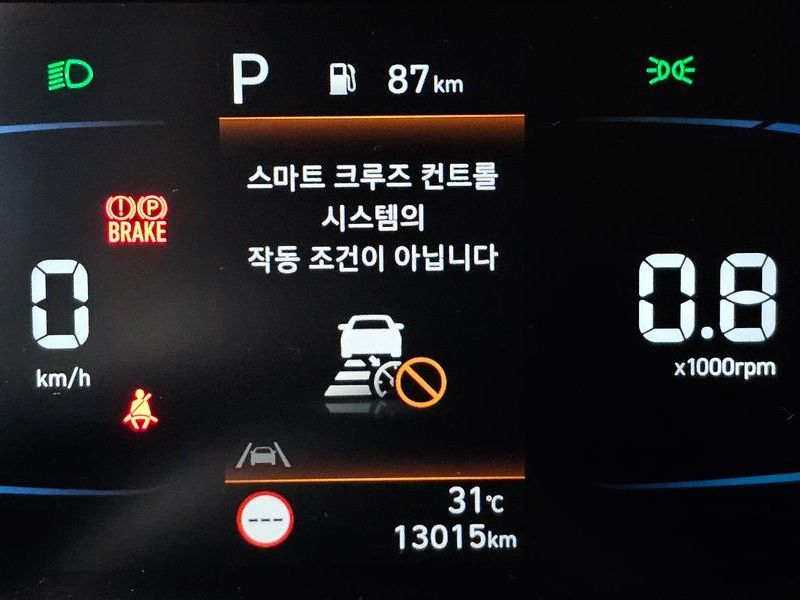 P 87km
스마트 크루즈 컨트롤
시스템의
작동 조건이 아닙니다
(!) (P)
BRAKE
0
km/h
0.8
x1000rpm
---
31℃
13015km